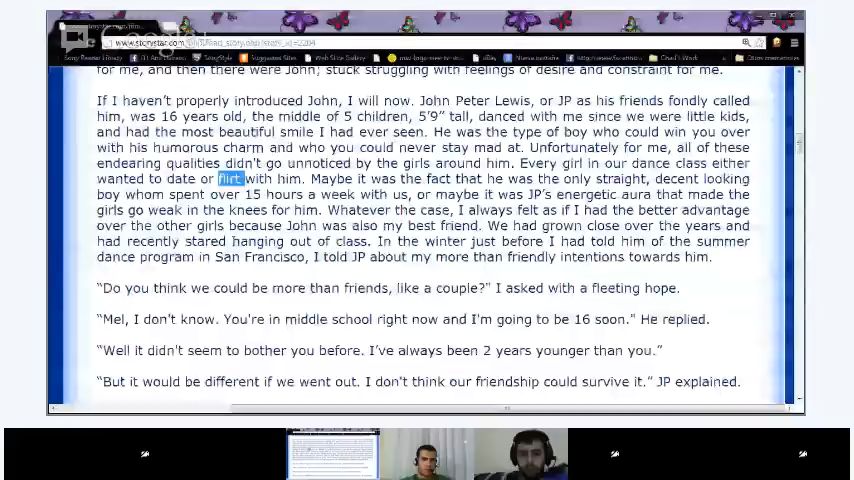 www.storystar.com
for me, and then there were John; stuck struggling with feelings of desire and constraint for me.
If I haven't properly introduced John, I will now. John Peter Lewis, or JP as his friends fondly called
him, was 16 years old, the middle of 5 children, 5'9" tall, danced with me since we were little kids,
and had the most beautiful smile I had ever seen. He was the type of boy who could win you over
with his humorous charm and who you could never stay mad at. Unfortunately for me, all of these
endearing qualities didn't go unnoticed by the girls around him. Every girl in our dance class either
wanted to date or flirt with him. Maybe it was the fact that he was the only straight, decent looking
boy whom spent over 15 hours a week with us, or maybe it was JP's energetic aura that made the
girls go weak in the knees for him. Whatever the case, I always felt as if I had the better advantage
over the other girls because John was also my best friend. We had grown close over the years and
had recently stared hanging out of class. In the winter just before I had told him of the summer
dance program in San Francisco, I told JP about my more than friendly intentions towards him.
“Do you think we could be more than friends, like a couple?" I asked with a fleeting hope.
“Mel, I don't know. You're in middle school right now and I'm going to be 16 soon." He replied.
“Well it didn't seem to bother you before. I've always been 2 years younger than you.”
“But it would be different if we went out. I don't think our friendship could survive it.” JP explained.